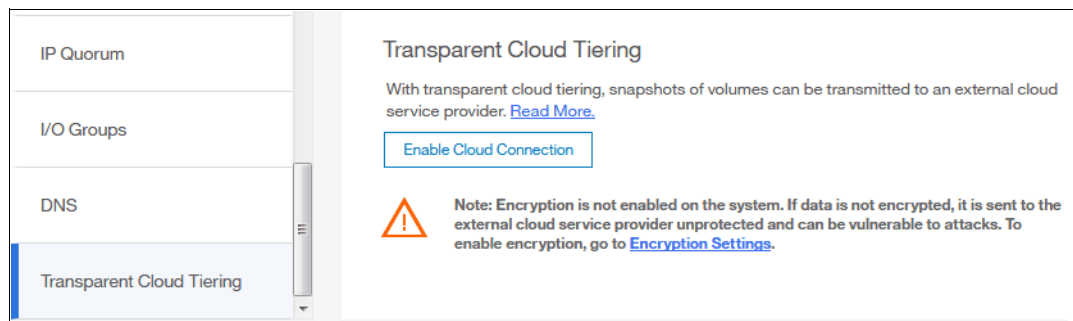 IP Quorum
I/O Groups
DNS
Transparent Cloud Tiering
Transparent Cloud Tiering
With transparent cloud tiering, snapshots of volumes can be transmitted to an external cloud
service provider. Read More.
Enable Cloud Connection
Note: Encryption is not enabled on the system. If data is not encrypted, it is sent to the
external cloud service provider unprotected and can be vulnerable to attacks. To
enable encryption, go to Encryption Settings.